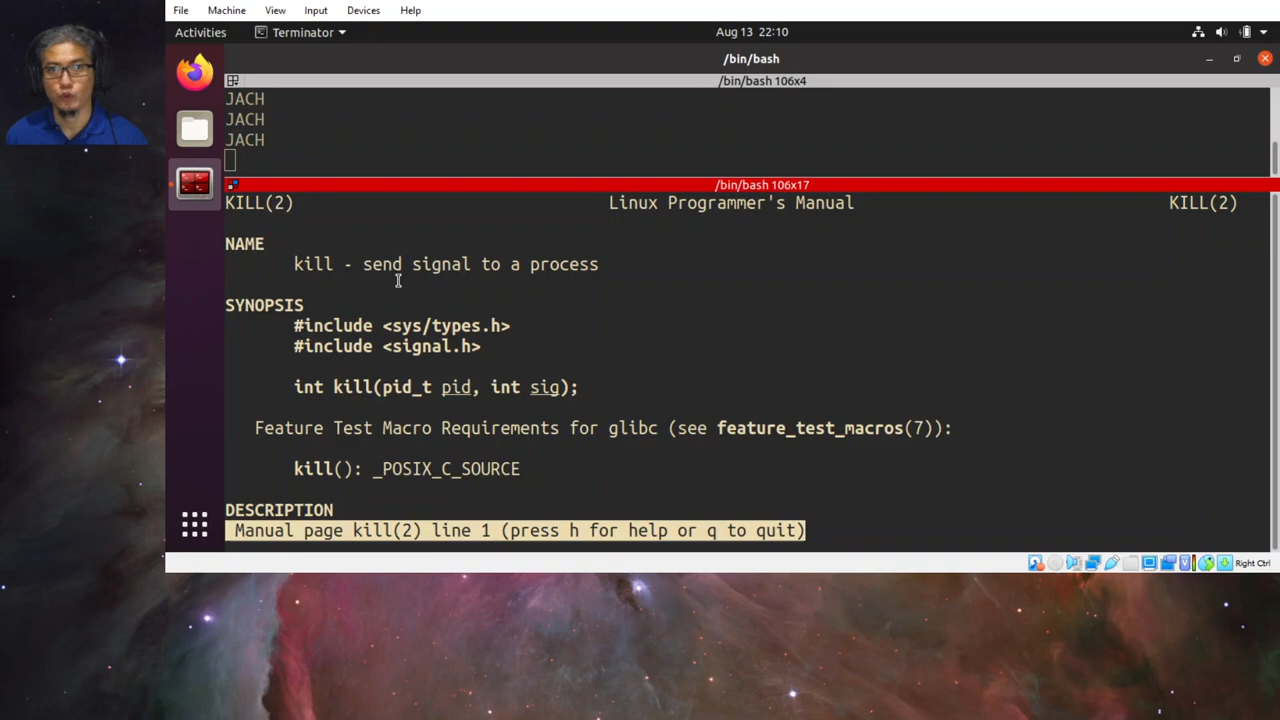 File Machine View Input Devices Help
Activities Terminator Aug 13 22:10
/bin/bash
/bin/bash 106x4
JACH
JACH
JACH
/bin/bash 106x17
KILL(2) Linux Programmer's Manual KILL(2)
NAME
kill - send signal to a process
SYNOPSIS
#include <sys/types.h>
#include <signal.h>
int kill(pid_t pid, int sig);
Feature Test Macro Requirements for glibc (see feature_test_macros(7)):
kill(): _POSIX_C_SOURCE
DESCRIPTION
Manual page kill(2) line 1 (press h for help or q to quit)
Right Ctrl